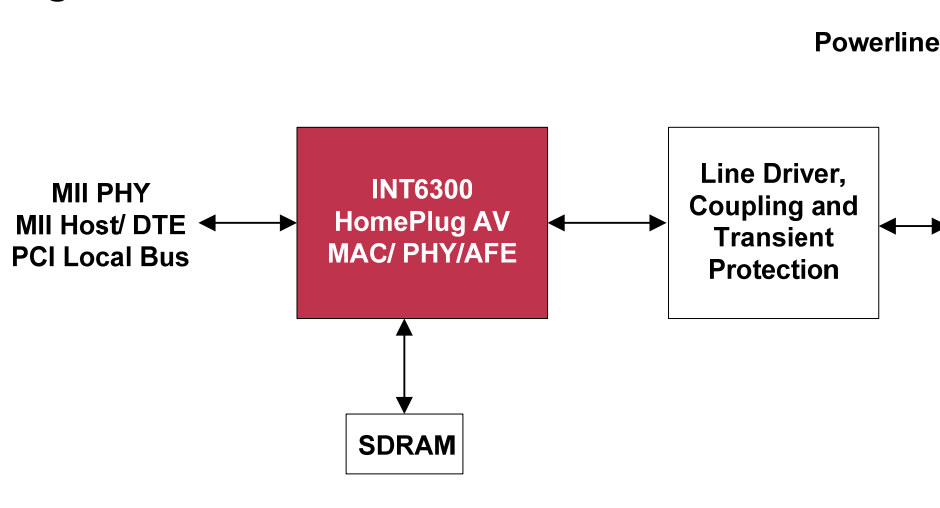 Powerline
MII PHY
MII Host/ DTE
PCI Local Bus
INT6300
HomePlug AV
MAC/ PHY/AFE
Line Driver,
Coupling and
Transient
Protection
SDRAM